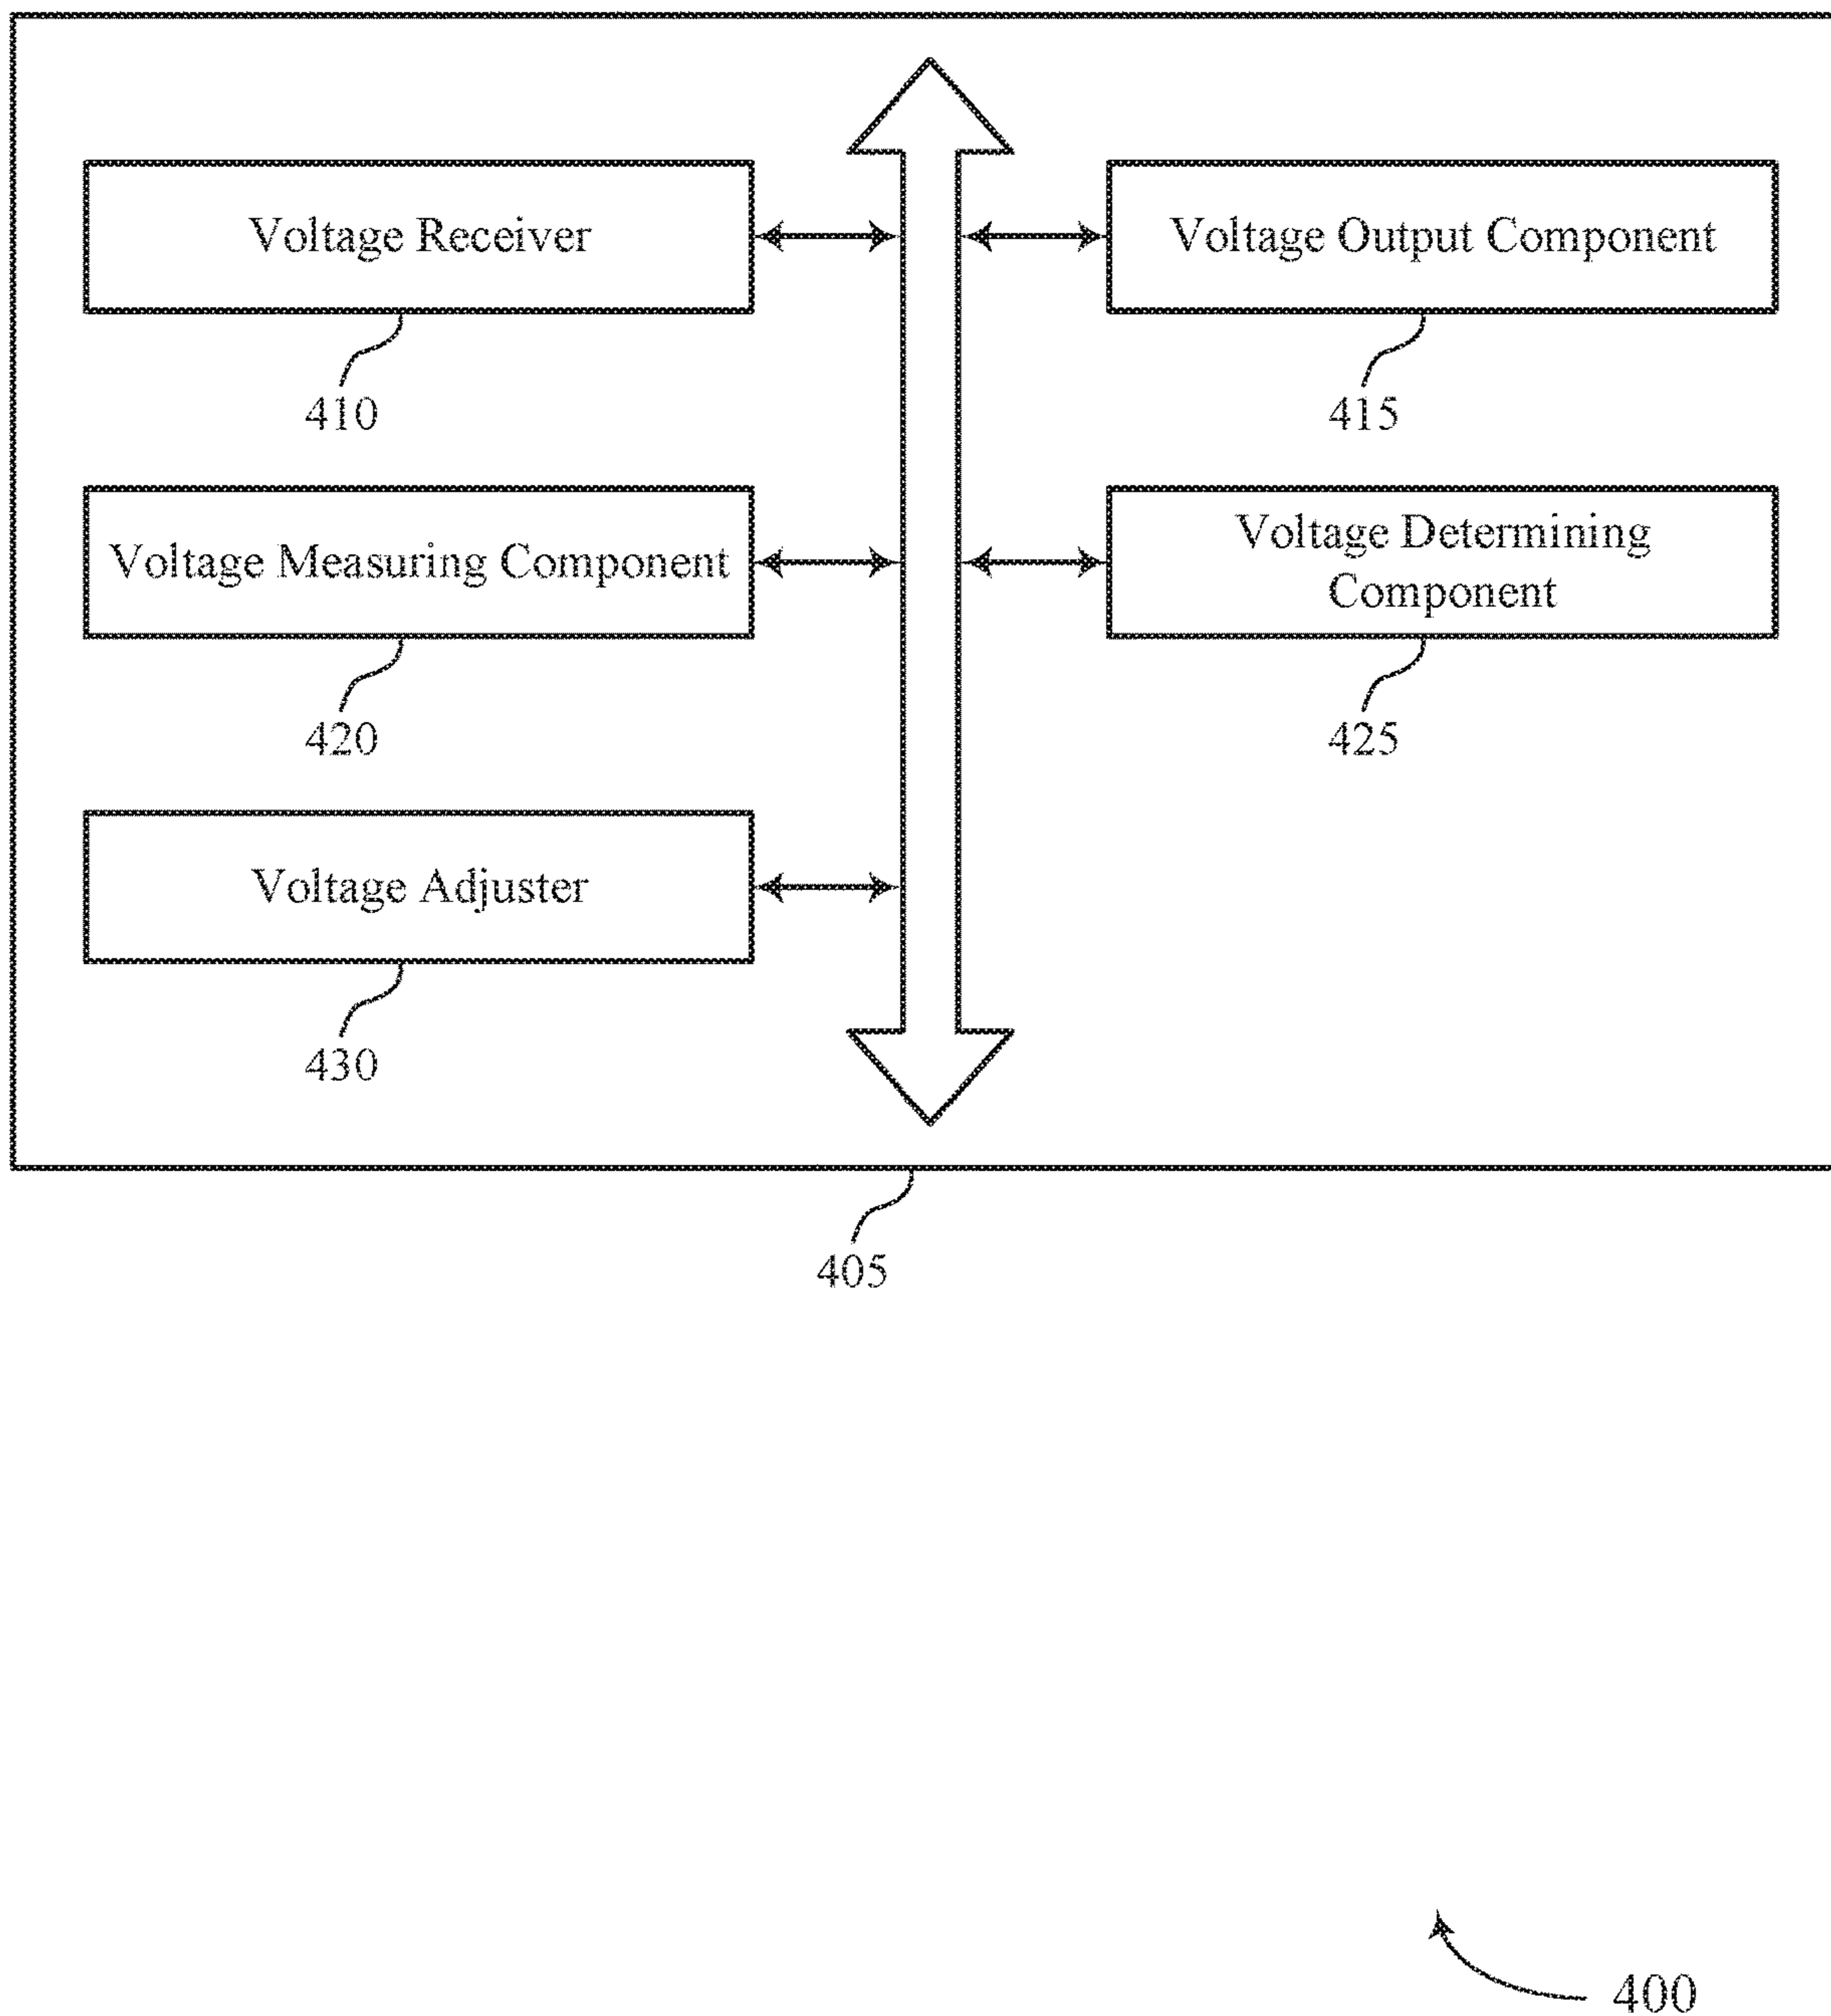 Voltage Receiver
410
Voltage Output Component
415
Voltage Measuring Component
420
Voltage Determining
Component
425
Voltage Adjuster
430
405
400